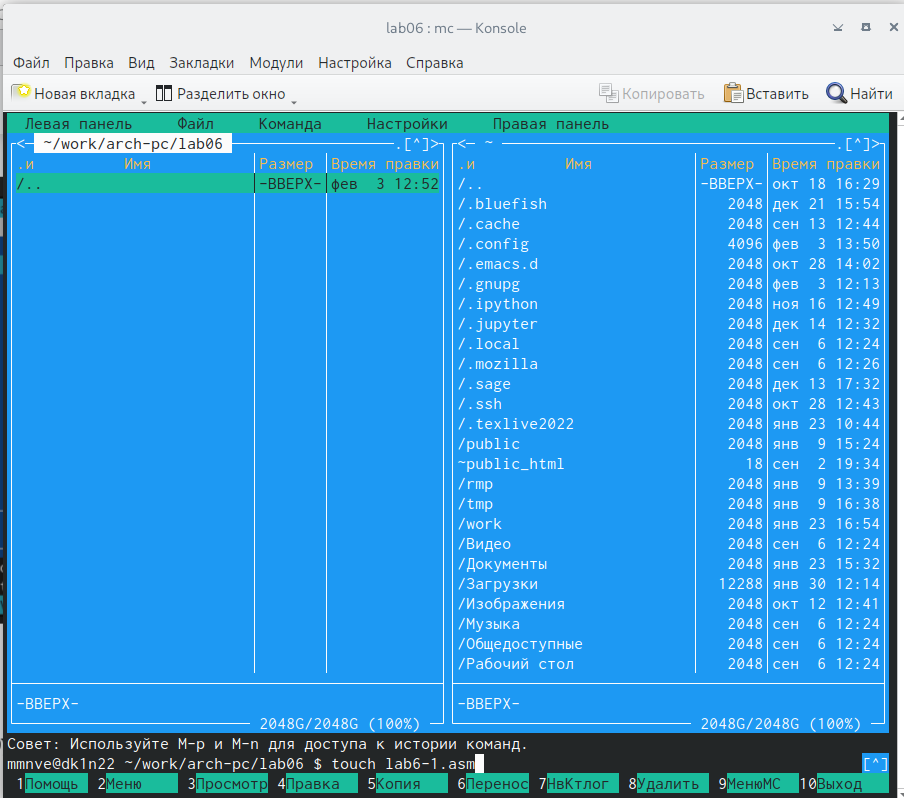 lab06 : mc — Konsole
Файл Правка Вид Закладки Модули Настройка Справка
Новая вкладка Разделить окно Копировать Вставить Найти
Левая панель Файл Команда Настройки Правая панель
<- ~/work/arch-pc/lab06 .[^]> <- ~ .[^]>
.и Имя Размер Время правки .и Имя Размер Время правки
/.. -ВВЕРХ- фев 3 12:52 /.. -ВВЕРХ- окт 18 16:29
/.bluefish 2048 дек 21 15:54
/.cache 2048 сен 13 12:44
/.config 4096 фев 3 13:50
/.emacs.d 2048 окт 28 14:02
/.gnupg 2048 фев 3 12:13
/.ipython 2048 ноя 16 12:49
/.jupyter 2048 дек 14 12:32
/.local 2048 сен 6 12:24
/.mozilla 2048 сен 6 12:26
/.sage 2048 дек 13 17:32
/.ssh 2048 окт 28 12:43
/.texlive2022 2048 янв 23 10:44
/public 2048 янв 9 15:24
~public_html 18 сен 2 19:34
/rmp 2048 янв 9 13:39
/tmp 2048 янв 9 16:38
/work 2048 янв 23 16:54
/Видео 2048 сен 6 12:24
/Документы 2048 янв 23 15:32
/Загрузки 12288 янв 30 12:14
/Изображения 2048 окт 12 12:41
/Музыка 2048 сен 6 12:24
/Общедоступные 2048 сен 6 12:24
/Рабочий стол 2048 сен 6 12:24
-ВВЕРХ- -ВВЕРХ-
2048G/2048G (100%) 2048G/2048G (100%)
Совет: Используйте M-p и M-n для доступа к истории команд.
mmnve@dk1n22 ~/work/arch-pc/lab06 $ touch lab6-1.asm [^]
1Помощь 2Меню 3Просмотр 4Правка 5Копия 6Перенос 7НвКтлог 8Удалить 9МенюМС 10Выход